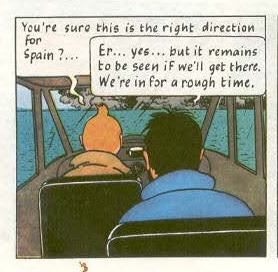 You're sure this is the right direction
for
Spain ?...
Er... yes... but it remains
to be seen if we'll get there.
We're in for a rough time.